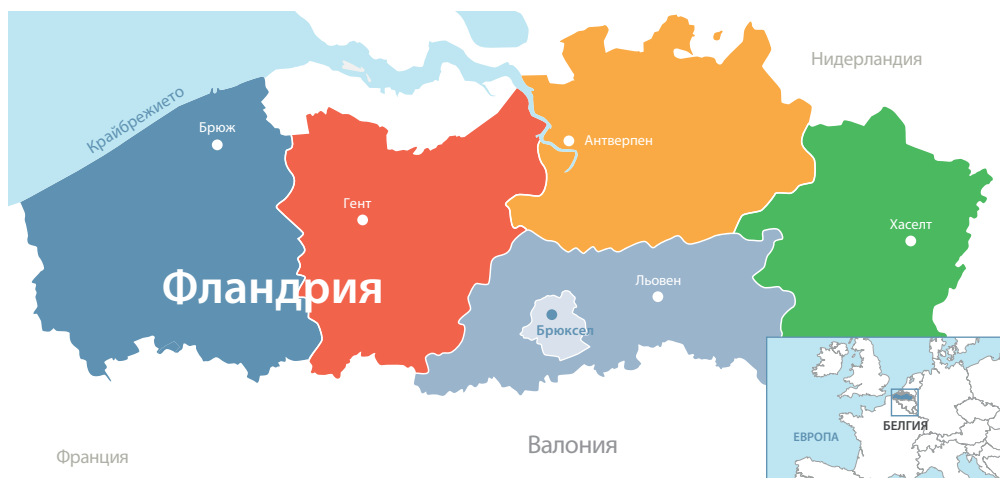 Нидерландия
Крайбрежието
Брюж
Антверпен
Гент
Хаселт
Фландрия
Льовен
Брюксел
ЕВРОПА
БЕЛГИЯ
Валония
Франция